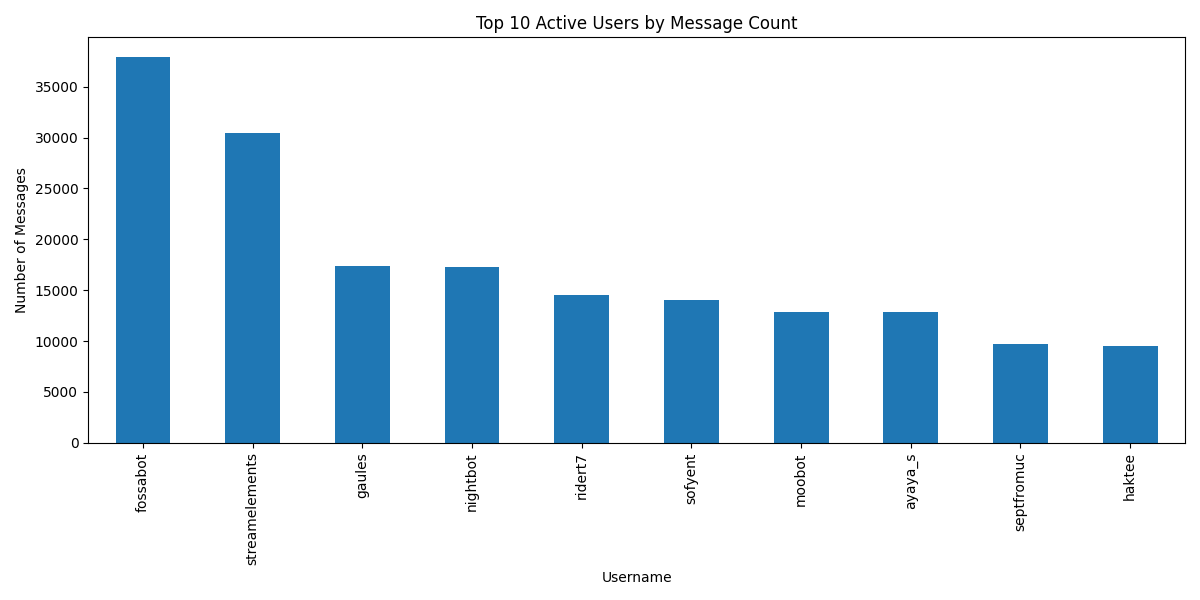 Top 10 Active Users by Message Count
Number of Messages
35000
30000
25000
20000
15000
10000
5000
0
fossabot
streamelements
gaules
nightbot
ridert7
sofyent
moobot
ayaya_s
septfromuc
haktee
Username